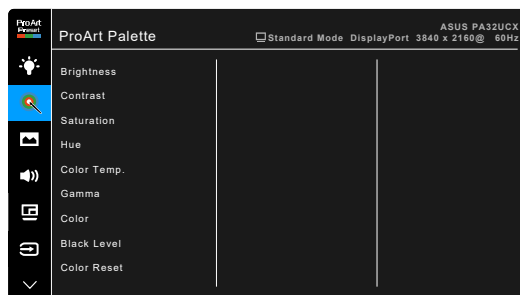 ProArt
Preset
ProArt Palette
ASUS PA32UCX
Standard Mode DisplayPort 3840 x 2160@ 60Hz
Brightness
Contrast
Saturation
Hue
Color Temp.
Gamma
Color
Black Level
Color Reset